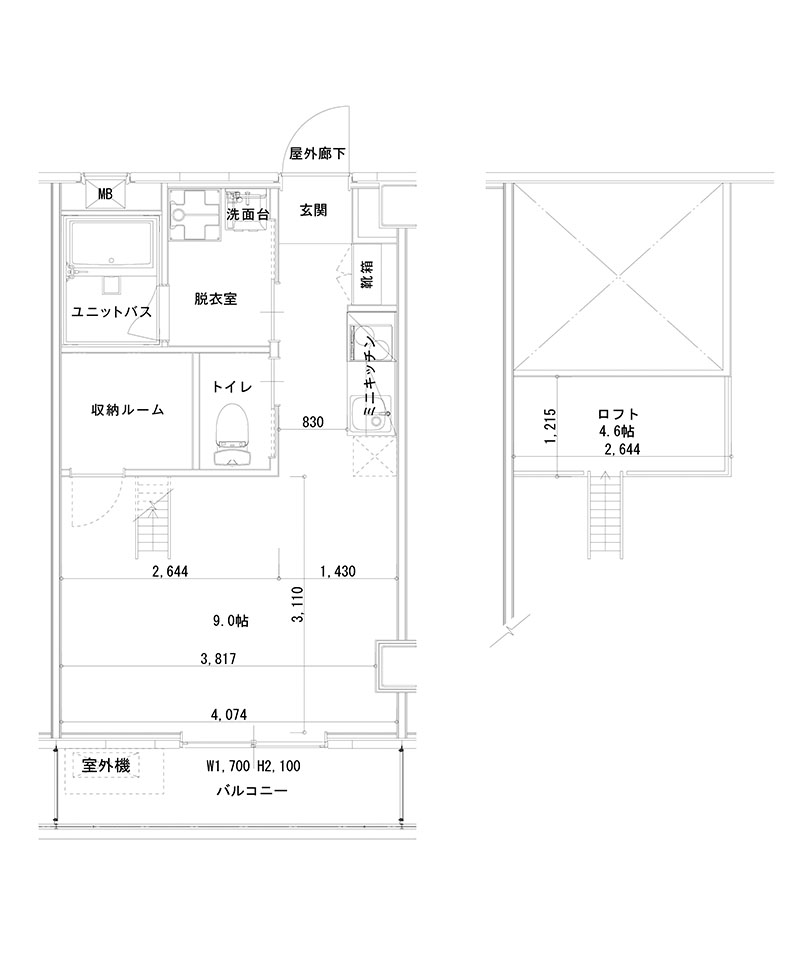 屋外廊下
MB
洗面台
玄関
靴箱
脱衣室
ユニットバス
ミニキッチン
トイレ
収納ルーム
830
2,644
1,430
3,110
9.0帖
3,817
4,074
室外機
W1,700 H2,100
バルコニー
ロフト
4.6帖
2,644
1,215